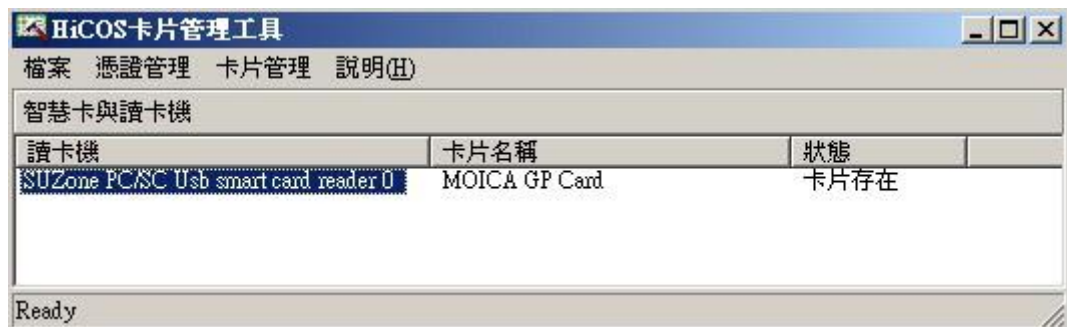 HiCOS卡片管理工具
檔案 憑證管理 卡片管理 說明(H)
智慧卡與讀卡機
讀卡機 卡片名稱 狀態
SUZone PC/SC Usb smart card reader 0 MOICA GP Card 卡片存在
Ready